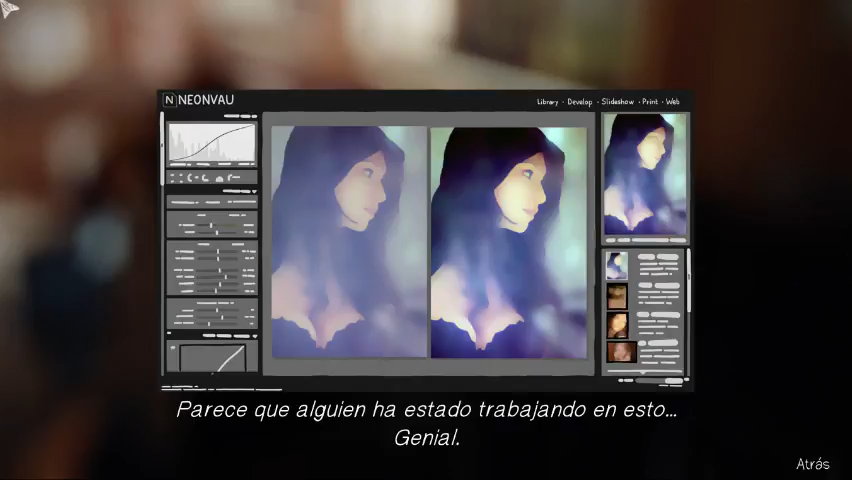 N NEONVAU
Library · Develop · Slideshow · Print · Web
Parece que alguien ha estado trabajando en esto...
Genial.
Atrás